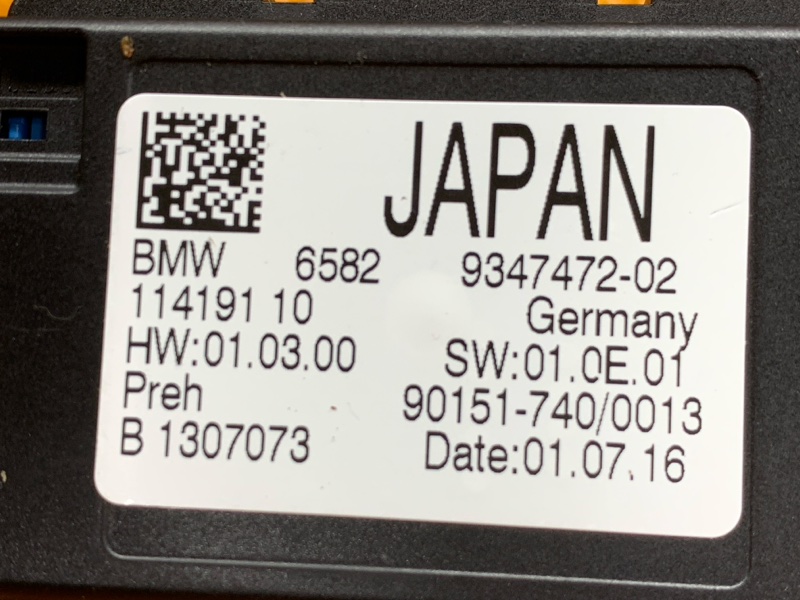 JAPAN
BMW 6582 9347472-02
114191 10 Germany
HW:01.03.00 SW:01.0E.01
Preh 90151-740/0013
B 1307073 Date:01.07.16